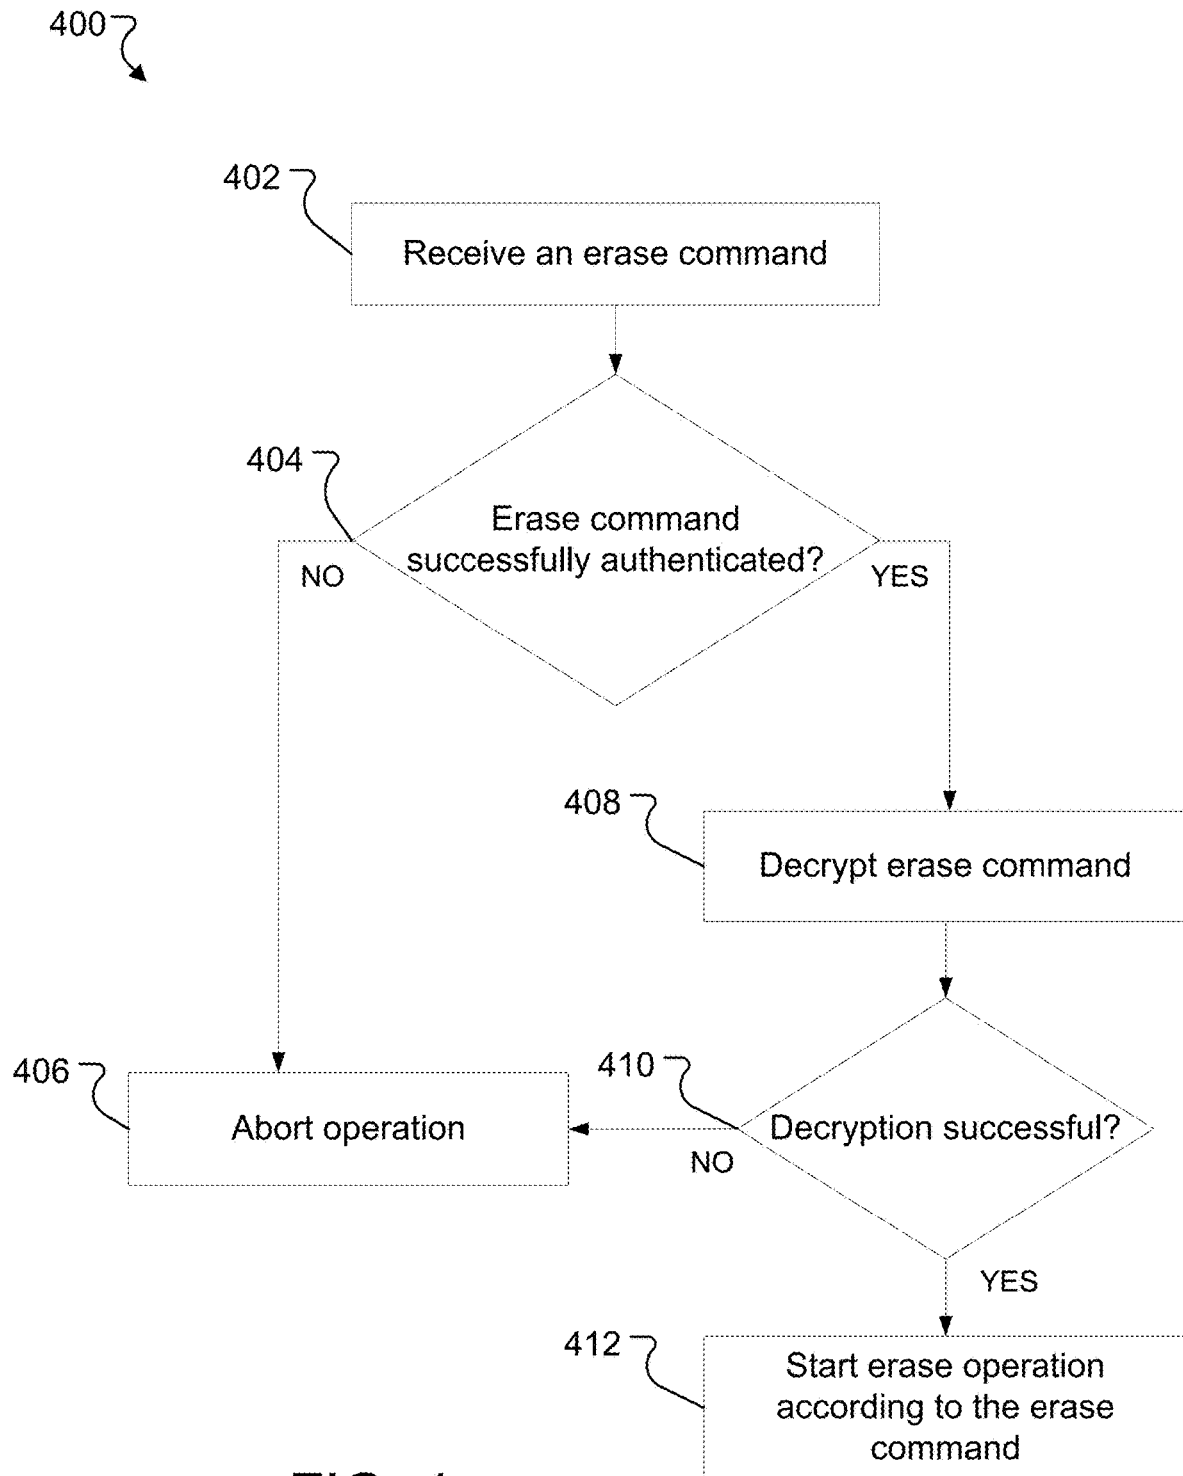 400
402
Receive an erase command
404
Erase command
successfully authenticated?
NO
YES
408
Decrypt erase command
406
Abort operation
410
Decryption successful?
NO
YES
412
Start erase operation
according to the erase
command